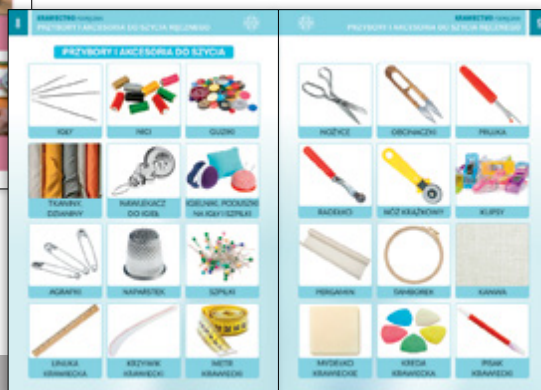 8
KRAWIECTWO
PRZYBORY I AKCESORIA DO SZYCIA RĘCZNEGO
PRZYBORY I AKCESORIA DO SZYCIA
IGŁY
NICI
GUZIKI
TKANINY,
DZIANINY
NAWLEKACZ
DO IGIEŁ
IGIELNIKI, PODUSZKI
NA IGŁY I SZPILKI
AGRAFKI
NAPARSTEK
SZPILKI
LINIJKA
KRAWIECKA
KRZYWIK
KRAWIECKI
METR
KRAWIECKI
KRAWIECTWO
PRZYBORY I AKCESORIA DO SZYCIA RĘCZNEGO
NOŻYCE
OBCINACZKI
PRUJKA
RADEŁKO
NÓŻ KRĄŻKOWY
KLIPSY
PERGAMIN
TAMBOREK
KANWA
MYDEŁKO
KRAWIECKIE
KREDA
KRAWIECKA
PISAK
KRAWIECKI